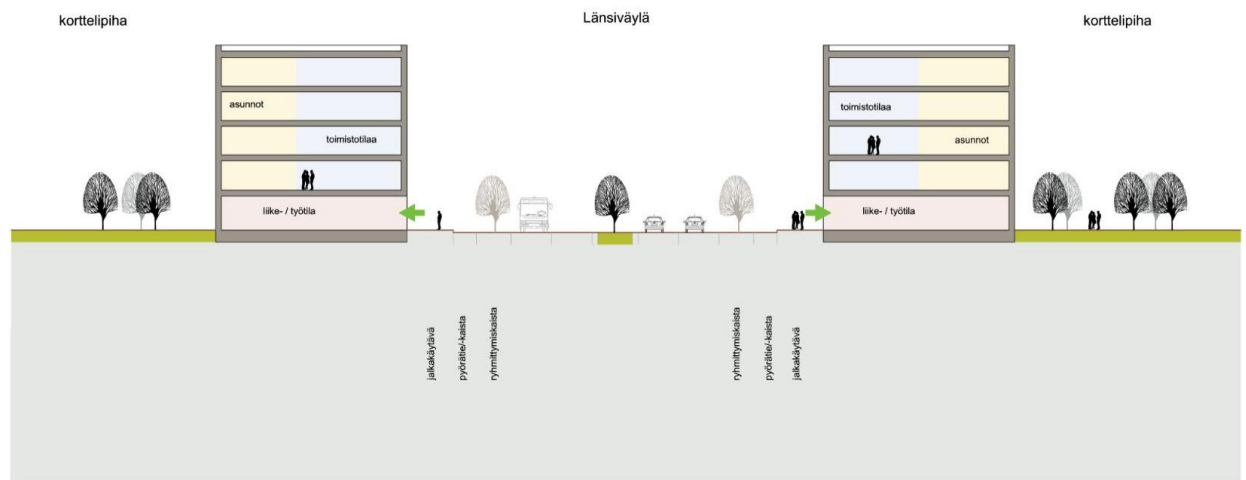 korttelipiha
Länsiväylä
korttelipiha
asunnot
toimistotilaa
liike- / työtila
toimistotilaa
asunnot
liike- / työtila
jalkakäytävä
pyörätie/-kaista
ryhmittymiskaista
ryhmittymiskaista
pyörätie/-kaista
jalkakäytävä